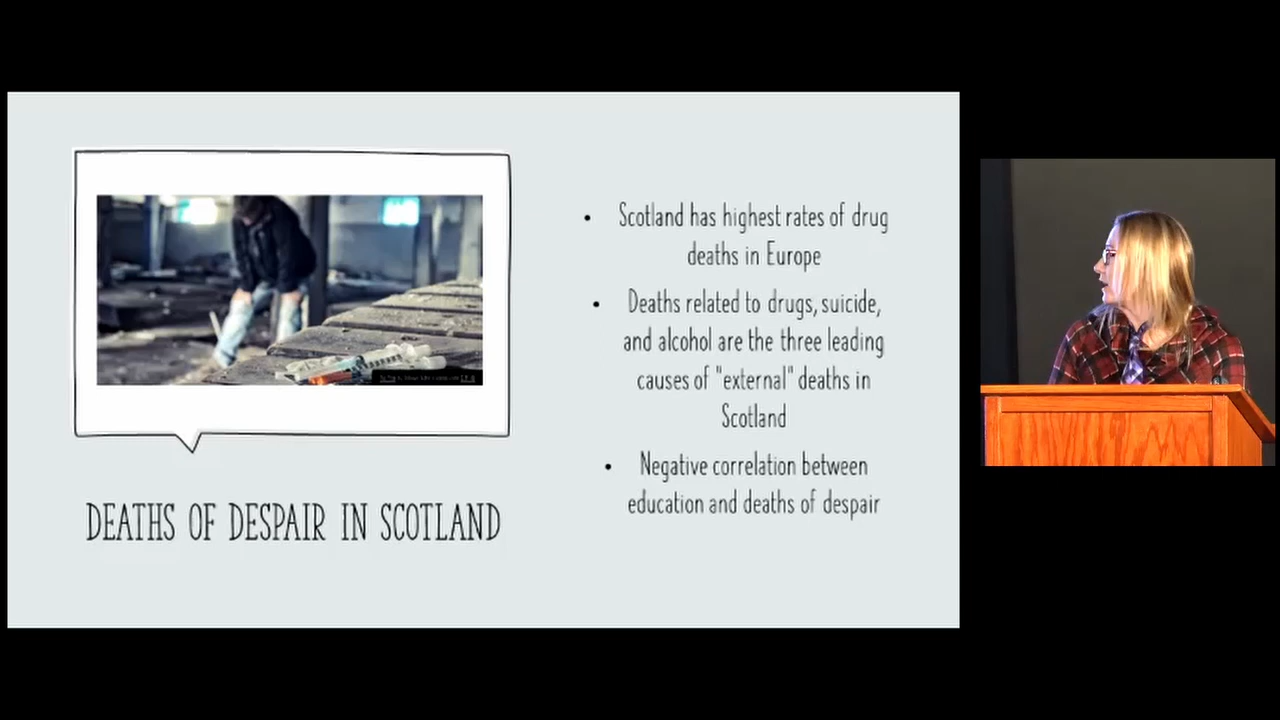 Scotland has highest rates of drug
deaths in Europe
Deaths related to drugs, suicide,
and alcohol are the three leading
causes of "external" deaths in
Scotland
Negative correlation between
education and deaths of despair
DEATHS OF DESPAIR IN SCOTLAND